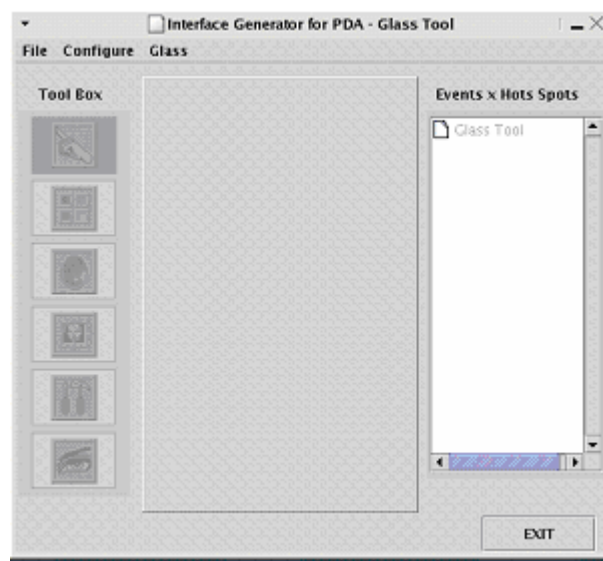 Interface Generator for PDA - Glass Tool
File Configure Glass
Tool Box
Events x Hots Spots
Glass Tool
EXIT